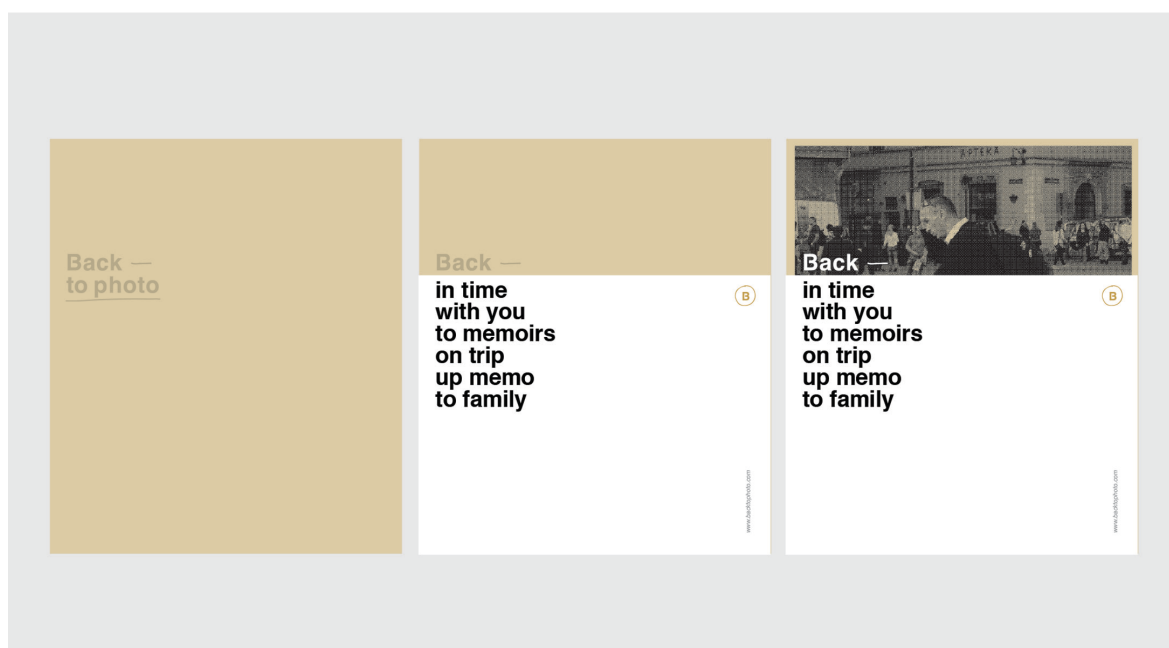 Back —
to photo
Back —
in time
with you
to memoirs
on trip
up memo
to family
B
www.backtophoto.com
APTEKA
Back —
in time
with you
to memoirs
on trip
up memo
to family
B
www.backtophoto.com